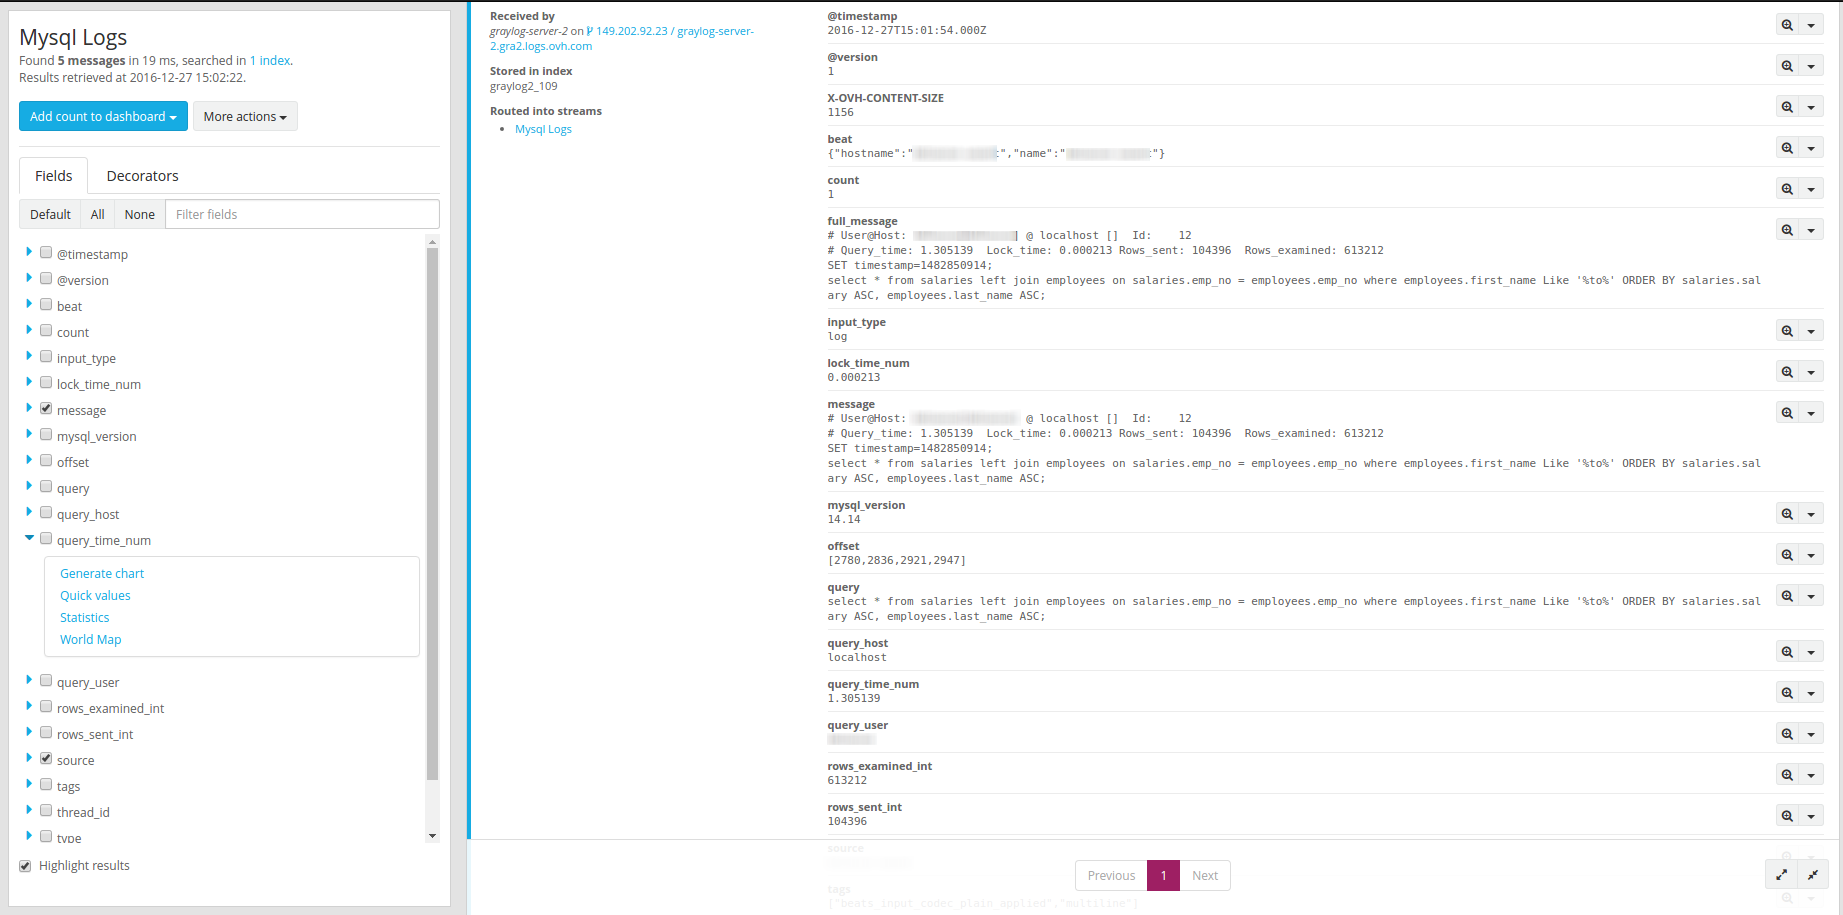 Mysql Logs
Found 5 messages in 19 ms, searched in 1 index.
Results retrieved at 2016-12-27 15:02:22.
Add count to dashboard
More actions
Fields
Decorators
Default
All
None
Filter fields
@timestamp
@version
beat
count
input_type
lock_time_num
message
mysql_version
offset
query
query_host
query_time_num
Generate chart
Quick values
Statistics
World Map
query_user
rows_examined_int
rows_sent_int
source
tags
thread_id
type
Highlight results
Received by
graylog-server-2 on 149.202.92.23 / graylog-server-
2.gra2.logs.ovh.com
Stored in index
graylog2_109
Routed into streams
Mysql Logs
@timestamp
2016-12-27T15:01:54.000Z
@version
1
X-OVH-CONTENT-SIZE
1156
beat
{"hostname":" ","name":" "}
count
1
full_message
# User@Host: @ localhost [] Id: 12
# Query_time: 1.305139 Lock_time: 0.000213 Rows_sent: 104396 Rows_examined: 613212
SET timestamp=1482850914;
select * from salaries left join employees on salaries.emp_no = employees.emp_no where employees.first_name Like '%to%' ORDER BY salaries.sal
ary ASC, employees.last_name ASC;
input_type
log
lock_time_num
0.000213
message
# User@Host: @ localhost [] Id: 12
# Query_time: 1.305139 Lock_time: 0.000213 Rows_sent: 104396 Rows_examined: 613212
SET timestamp=1482850914;
select * from salaries left join employees on salaries.emp_no = employees.emp_no where employees.first_name Like '%to%' ORDER BY salaries.sal
ary ASC, employees.last_name ASC;
mysql_version
14.14
offset
[2780,2836,2921,2947]
query
select * from salaries left join employees on salaries.emp_no = employees.emp_no where employees.first_name Like '%to%' ORDER BY salaries.sal
ary ASC, employees.last_name ASC;
query_host
localhost
query_time_num
1.305139
query_user
rows_examined_int
613212
rows_sent_int
104396
source
Previous
1
Next
tags
["beats_input_codec_plain_applied","multiline"]